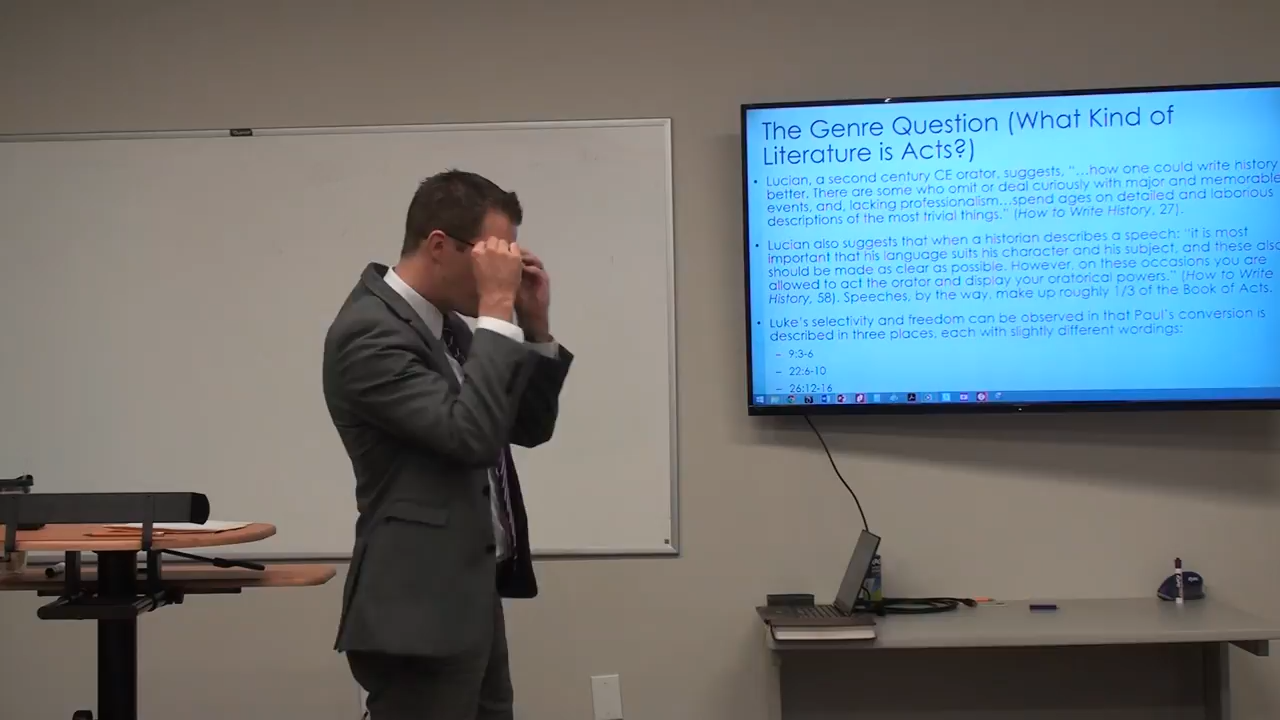 The Genre Question (What Kind of
Literature is Acts?)
• Lucian, a second century CE orator, suggests, “…how one could write history
better. There are some who omit or deal curiously with major and memorable
events, and, lacking professionalism…spend ages on detailed and laborious
descriptions of the most trivial things.” (How to Write History, 27).
• Lucian also suggests that when a historian describes a speech: “it is most
important that his language suits his character and his subject, and these also
should be made as clear as possible. However, on these occasions you are
allowed to act the orator and display your oratorical powers.” (How to Write
History, 58). Speeches, by the way, make up roughly 1/3 of the Book of Acts.
• Luke’s selectivity and freedom can be observed in that Paul’s conversion is
described in three places, each with slightly different wordings:
– 9:3-6
– 22:6-10
– 26:12-16